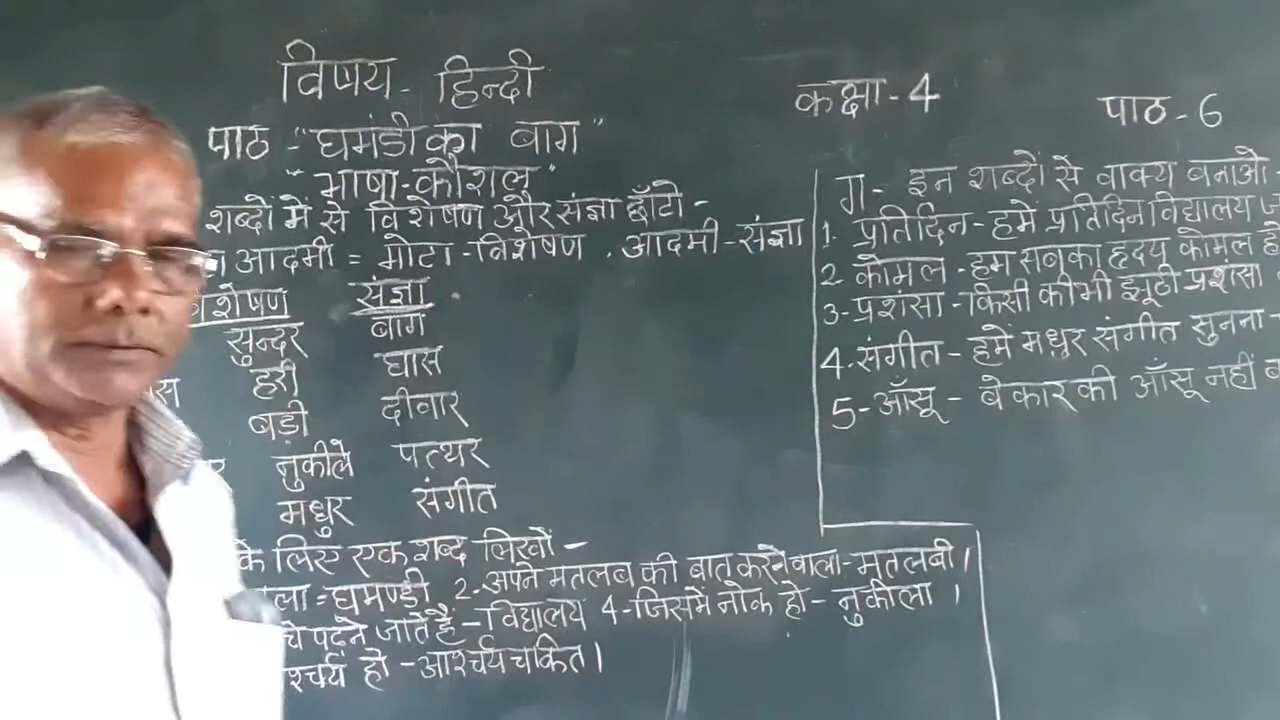 विषय - हिन्दी
कक्षा - 4
पाठ - 6
पाठ - "घमंडी का बाग"
"भाषा-कौशल"
शब्दों में से विशेषण और संज्ञा छाँटो -
आदमी = मोटा - विशेषण , आदमी - संज्ञा
संज्ञा
सुन्दर बाग
हरी घास
बड़ी दीवार
नुकीले पत्थर
मधुर संगीत
के लिए एक शब्द लिखों -
घमण्डी 2- अपने मतलब की बात करने वाला - मतलबी।
पढ़ने जाते है - विद्यालय 4 - जिसमें नोक हो - नुकीला ।
हो - आश्चर्य चकित।
ग - इन शब्दों से वाक्य बनाओ -
1. प्रतिदिन - हमें प्रतिदिन विद्यालय
2. कोमल - हम सबका हृदय कोमल
3 - प्रशंसा - किसी की भी झूठी प्रशंसा
4 - संगीत - हमें मधुर संगीत सुनना
5 - आँसू - बेकार की आँसू नहीं